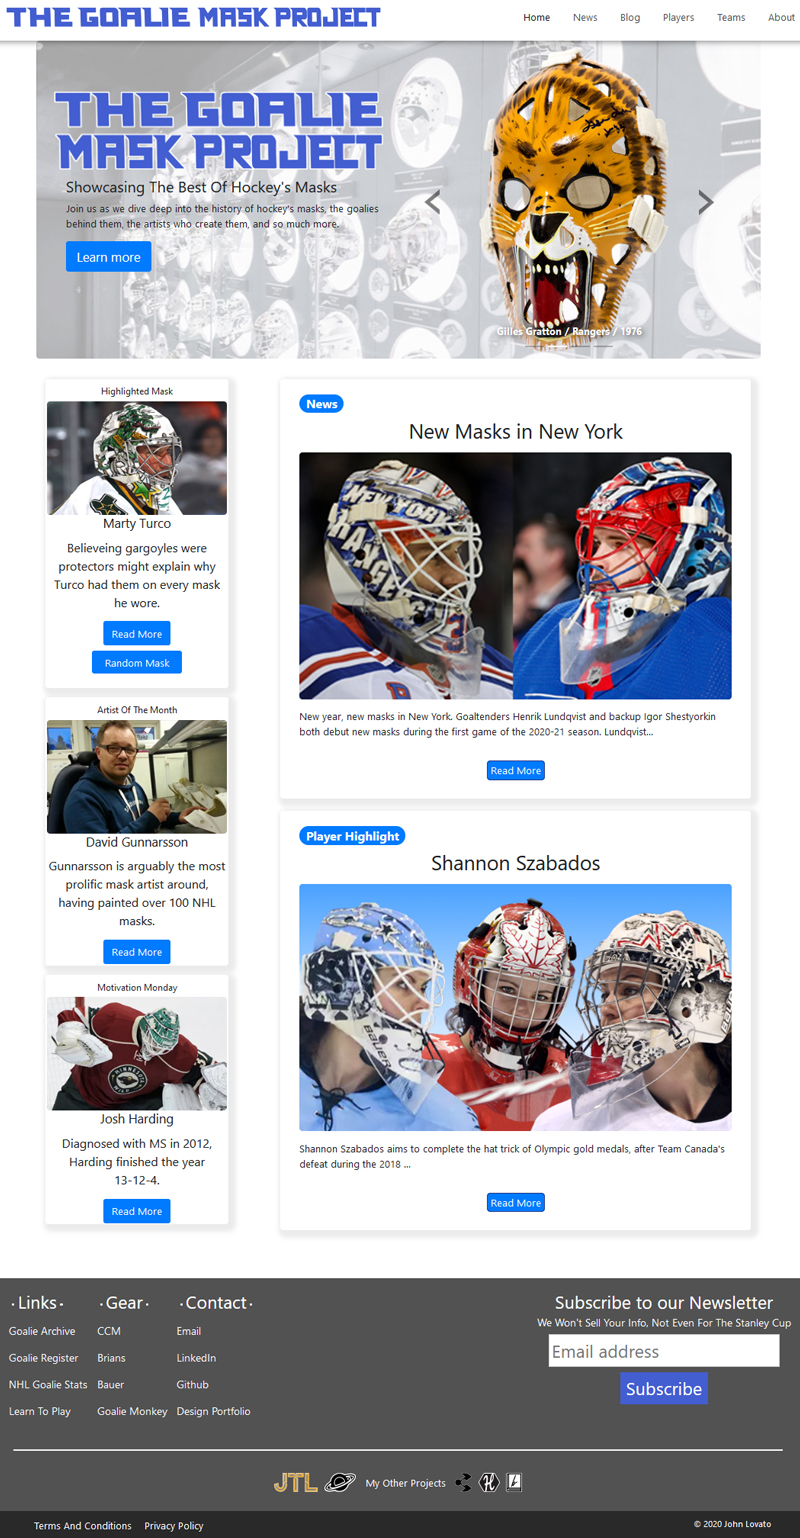 THE GOALIE MASK PROJECT
Home News Blog Players Teams About
THE GOALIE
MASK PROJECT
Showcasing The Best Of Hockey's Masks
Join us as we dive deep into the history of hockey's masks, the goalies
behind them, the artists who create them, and so much more.
Learn more
Gilles Gratton / Rangers / 1976
Highlighted Mask
Marty Turco
Believeing gargoyles were
protectors might explain why
Turco had them on every mask
he wore.
Read More
Random Mask
Artist Of The Month
David Gunnarsson
Gunnarsson is arguably the most
prolific mask artist around,
having painted over 100 NHL
masks.
Read More
Motivation Monday
Josh Harding
Diagnosed with MS in 2012,
Harding finished the year
13-12-4.
Read More
News
New Masks in New York
NEW YORK
RANGERS
New year, new masks in New York. Goaltenders Henrik Lundqvist and backup Igor Shestyorkin
both debut new masks during the first game of the 2020-21 season. Lundqvist...
Read More
Player Highlight
Shannon Szabados
BAUER
BAUER
Shannon Szabados aims to complete the hat trick of Olympic gold medals, after Team Canada's
defeat during the 2018 ...
Read More
· Links ·
Goalie Archive
Goalie Register
NHL Goalie Stats
Learn To Play
· Gear ·
CCM
Brians
Bauer
Goalie Monkey
· Contact ·
Email
LinkedIn
Github
Design Portfolio
Subscribe to our Newsletter
We Won't Sell Your Info, Not Even For The Stanley Cup
Email address
Subscribe
JTL My Other Projects H L
Terms And Conditions Privacy Policy © 2020 John Lovato